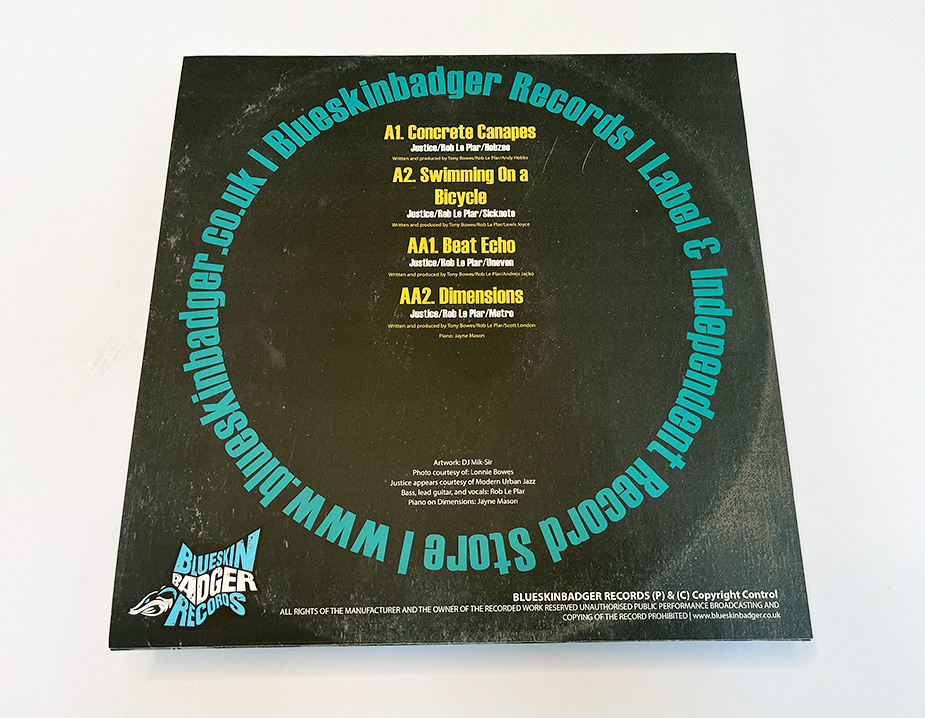 www.blueskinbadger.co.uk | Blueskinbadger Records | Label & Independent Record Store |
A1. Concrete Canapes
Justice/Rob Le Plar/Hobzee
Written and produced by Tony Bowes/Rob Le Plar/Andy Hobbs
A2. Swimming On a
Bicycle
Justice/Rob Le Plar/Sicknote
Written and produced by Tony Bowes/Rob Le Plar/Lewis Joyce
AA1. Beat Echo
Justice/Rob Le Plar/Uneven
Written and produced by Tony Bowes/Rob Le Plar/Andrejs Jacko
AA2. Dimensions
Justice/Rob Le Plar/Metro
Written and produced by Tony Bowes/Rob Le Plar/Scott London
Piano: Jayne Mason
Artwork: DJ Mik-Sir
Photo courtesy of: Lonnie Bowes
Justice appears courtesy of Modern Urban Jazz
Bass, lead guitar, and vocals: Rob Le Plar
Piano on Dimensions: Jayne Mason
BLUESKIN
BADGER
RECORDS
BLUESKINBADGER RECORDS (P) & (C) Copyright Control
ALL RIGHTS OF THE MANUFACTURER AND THE OWNER OF THE RECORDED WORK RESERVED UNAUTHORISED PUBLIC PERFORMANCE BROADCASTING AND
COPYING OF THE RECORD PROHIBITED | www.blueskinbadger.co.uk